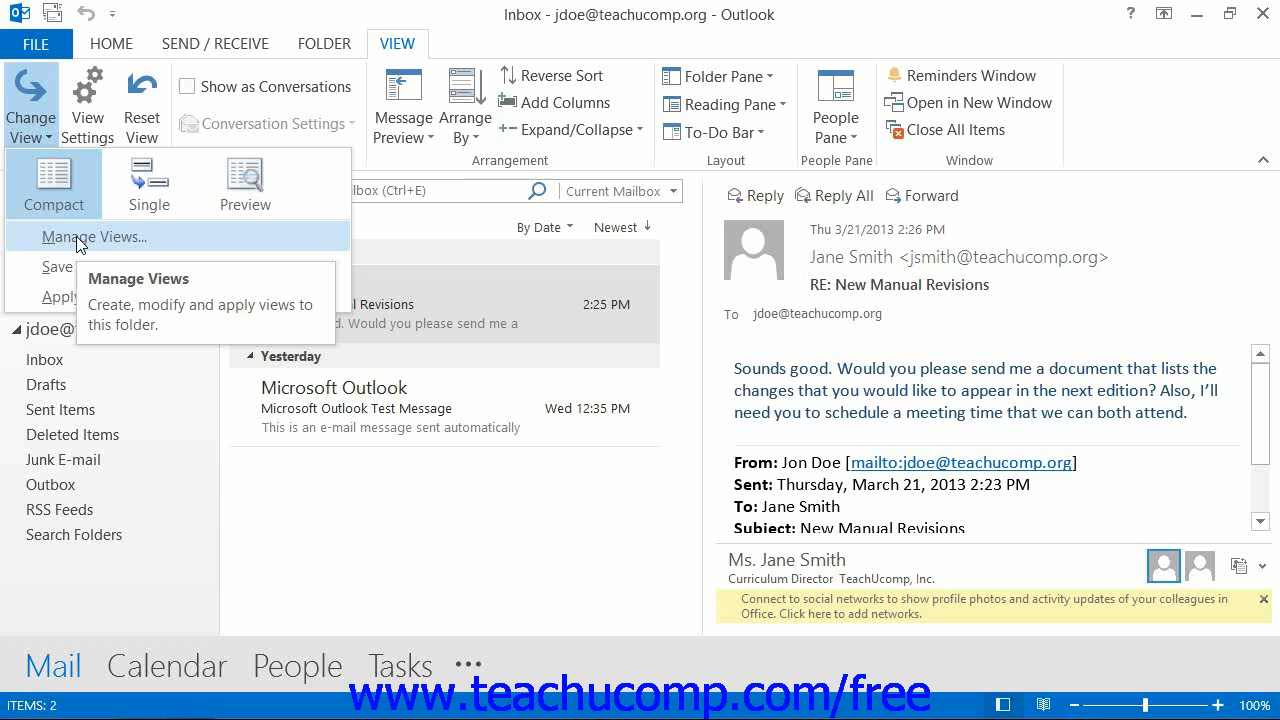 Inbox - jdoe@teachucomp.org - Outlook
?
FILE HOME SEND / RECEIVE FOLDER VIEW
Change View
View Settings
Reset View
Show as Conversations
Conversation Settings
Message Preview
Arrange By
Reverse Sort
Add Columns
Expand/Collapse
Arrangement
Folder Pane
Reading Pane
To-Do Bar
Layout
People Pane
People Pane
Reminders Window
Open in New Window
Close All Items
Window
Compact Single Preview
Manage Views...
Save
Apply
Manage Views
Create, modify and apply views to
this folder.
(Ctrl+E) Current Mailbox
By Date Newest
Revisions 2:25 PM
Would you please send me a
Yesterday
Microsoft Outlook
Microsoft Outlook Test Message Wed 12:35 PM
This is an e-mail message sent automatically
Inbox
Drafts
Sent Items
Deleted Items
Junk E-mail
Outbox
RSS Feeds
Search Folders
Reply Reply All Forward
Thu 3/21/2013 2:26 PM
Jane Smith <jsmith@teachucomp.org>
RE: New Manual Revisions
To jdoe@teachucomp.org
Sounds good. Would you please send me a document that lists the
changes that you would like to appear in the next edition? Also, I'll
need you to schedule a meeting time that we can both attend.
From: Jon Doe [mailto:jdoe@teachucomp.org]
Sent: Thursday, March 21, 2013 2:23 PM
To: Jane Smith
Subject: New Manual Revisions
Ms. Jane Smith
Curriculum Director TeachUcomp, Inc.
Connect to social networks to show profile photos and activity updates of your colleagues in
Office. Click here to add networks.
Mail Calendar People Tasks
www.teachucomp.com/free
ITEMS: 2
100%